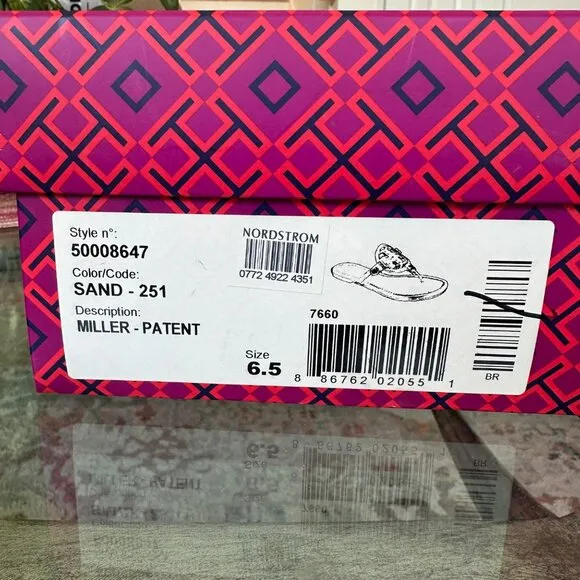 Style n°:
50008647
Color/Code:
SAND - 251
Description:
MILLER - PATENT
NORDSTROM
0772 4922 4351
7660
Size
6.5
8 86762 02055 1
BR